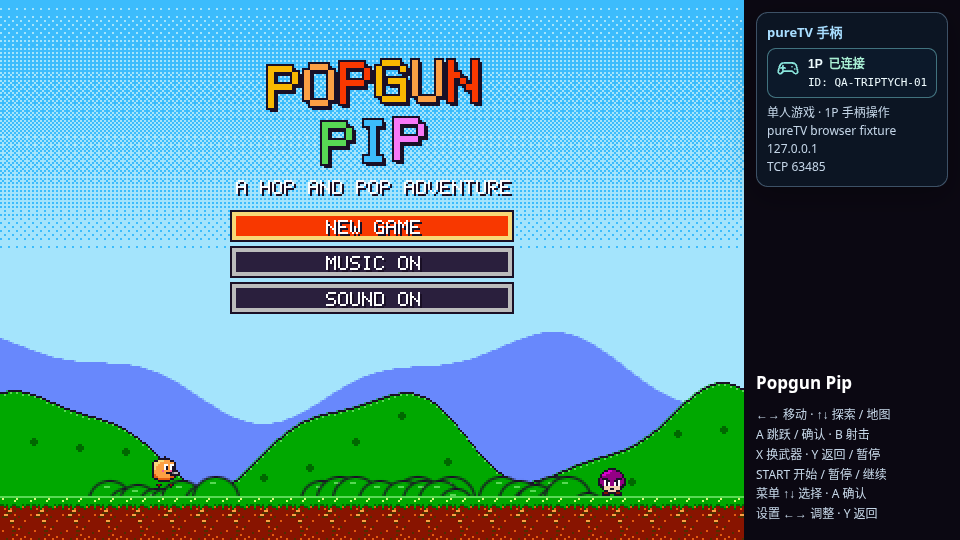 POPGUN
PIP
A HOP AND POP ADVENTURE
NEW GAME
MUSIC ON
SOUND ON
pureTV 手柄
1P 已连接
ID: QA-TRIPTYCH-01
单人游戏 · 1P 手柄操作
pureTV browser fixture
127.0.0.1
TCP 63485
Popgun Pip
←→ 移动 · ↑↓ 探索 / 地图
A 跳跃 / 确认 · B 射击
X 换武器 · Y 返回 / 暂停
START 开始 / 暂停 / 继续
菜单 ↑↓ 选择 · A 确认
设置 ←→ 调整 · Y 返回